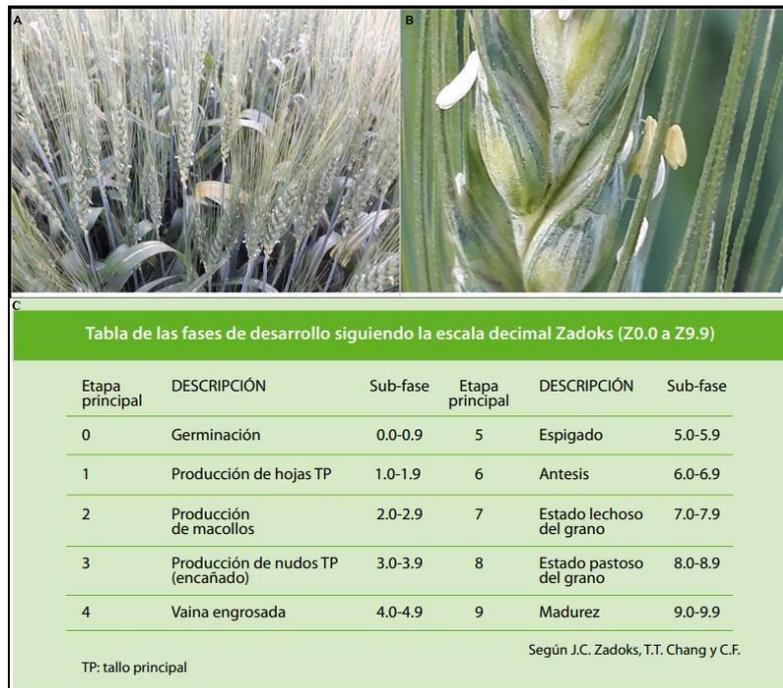 A
B
C
Tabla de las fases de desarrollo siguiendo la escala decimal Zadoks (Z0.0 a Z9.9)
Etapa principal DESCRIPCIÓN Sub-fase Etapa principal DESCRIPCIÓN Sub-fase
0 Germinación 0.0-0.9 5 Espigado 5.0-5.9
1 Producción de hojas TP 1.0-1.9 6 Antesis 6.0-6.9
2 Producción de macollos 2.0-2.9 7 Estado lechoso del grano 7.0-7.9
3 Producción de nudos TP (encañado) 3.0-3.9 8 Estado pastoso del grano 8.0-8.9
4 Vaina engrosada 4.0-4.9 9 Madurez 9.0-9.9
Según J.C. Zadoks, T.T. Chang y C.F.
TP: tallo principal